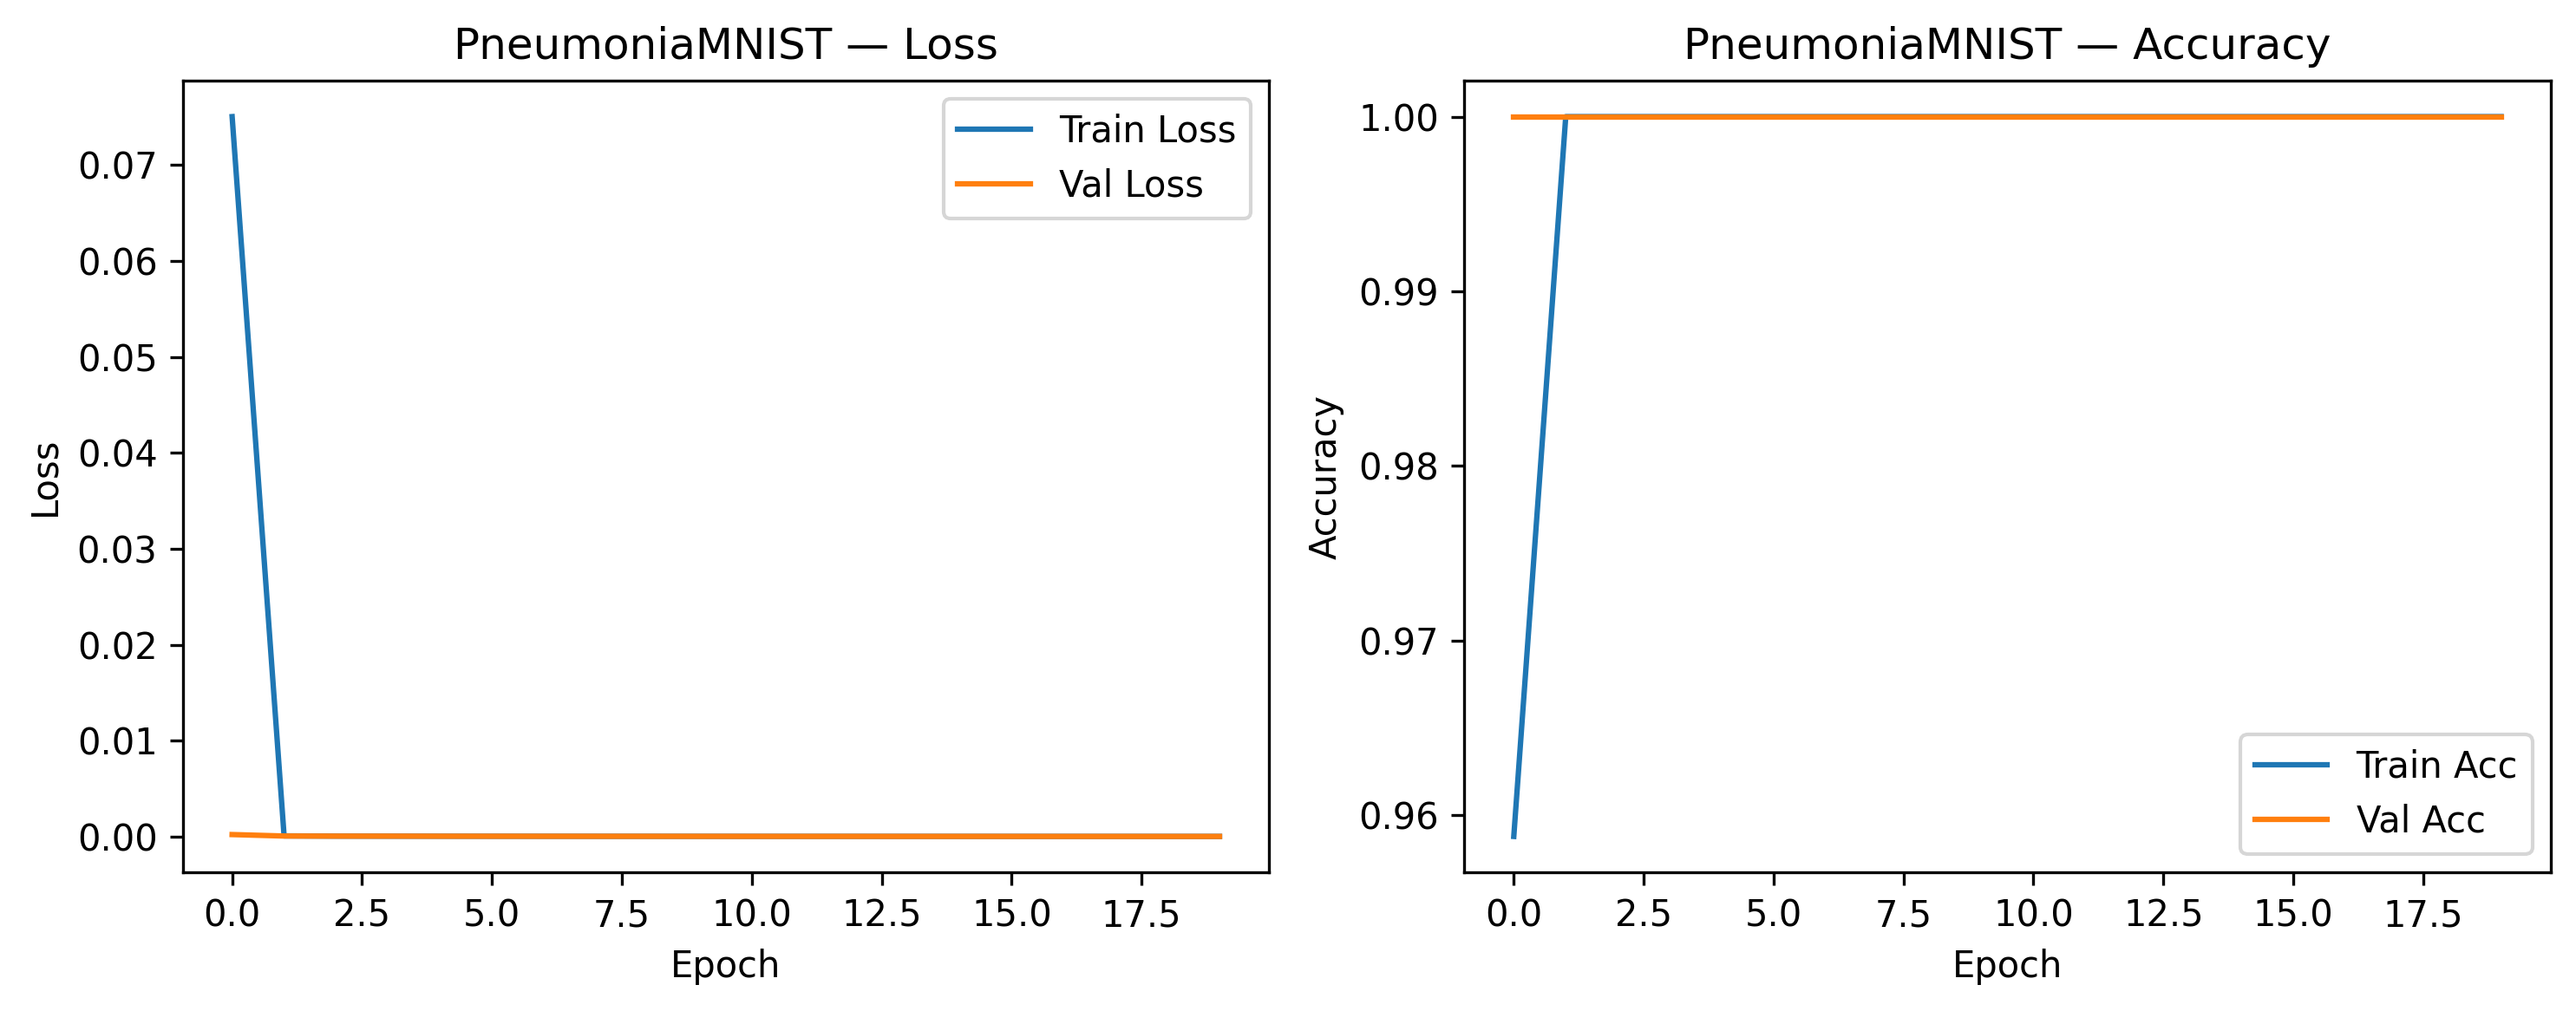 PneumoniaMNIST — Loss
Train Loss
Val Loss
0.07
0.06
0.05
0.04
0.03
0.02
0.01
0.00
Loss
0.0 2.5 5.0 7.5 10.0 12.5 15.0 17.5
Epoch
PneumoniaMNIST — Accuracy
1.00
0.99
0.98
0.97
0.96
Accuracy
Train Acc
Val Acc
0.0 2.5 5.0 7.5 10.0 12.5 15.0 17.5
Epoch